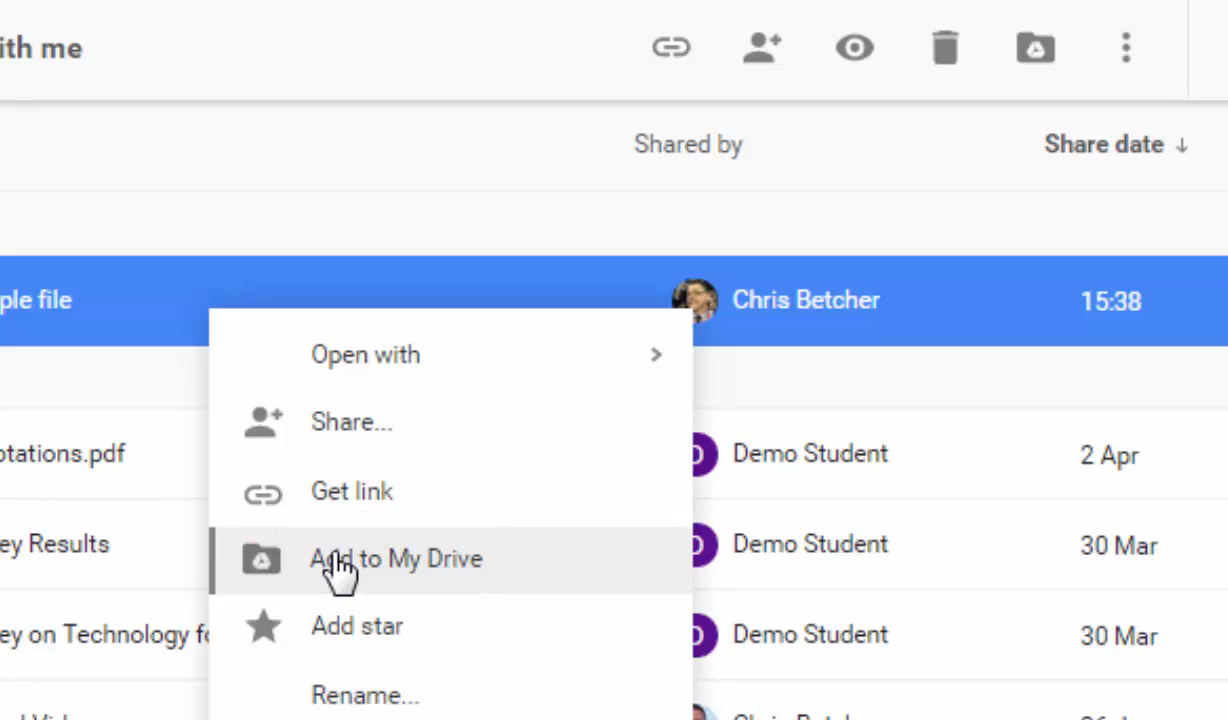 ith me
Shared by
Share date
ple file
Chris Betcher
15:38
Open with
Share...
Get link
Add to My Drive
Add star
Rename...
otations.pdf
Demo Student
2 Apr
ey Results
Demo Student
30 Mar
ey on Technology fo
Demo Student
30 Mar